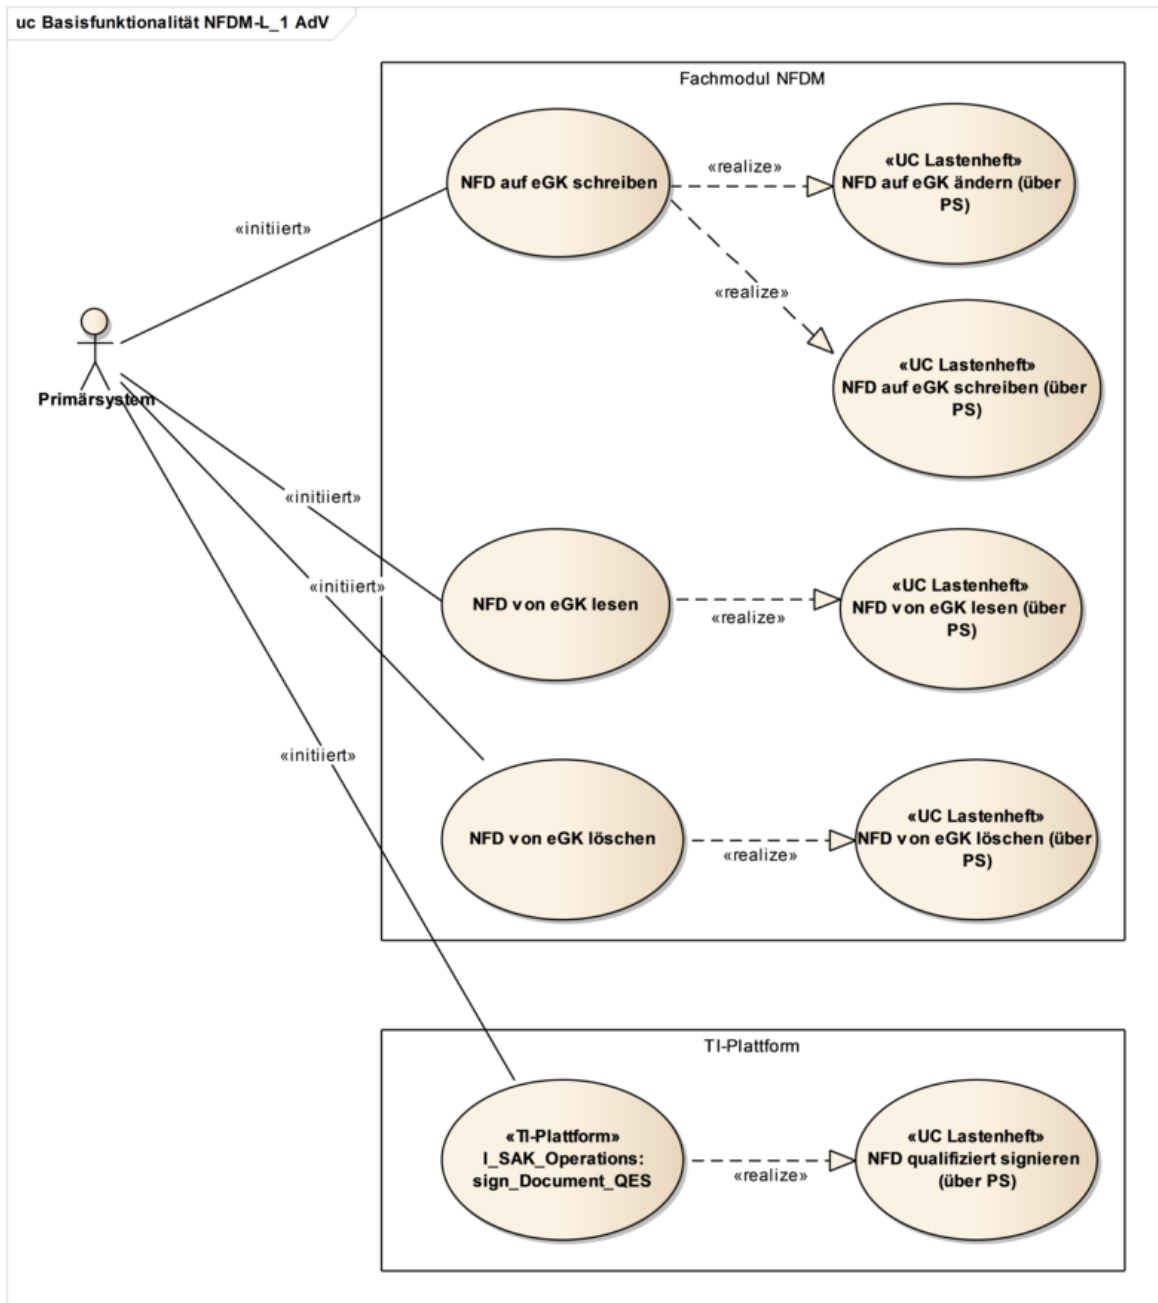 uc Basisfunktionalität NFDM-L_1 AdV
Fachmodul NFDM
NFD auf eGK schreiben
«realize»
«UC Lastenheft»
NFD auf eGK ändern (über
PS)
«initiiert»
«realize»
«UC Lastenheft»
NFD auf eGK schreiben (über
PS)
Primärsystem
«initiiert»
NFD von eGK lesen
«realize»
«UC Lastenheft»
NFD von eGK lesen (über
PS)
«initiiert»
«initiiert»
NFD von eGK löschen
«realize»
«UC Lastenheft»
NFD von eGK löschen (über
PS)
TI-Plattform
«TI-Plattform»
I_SAK_Operations:
sign_Document_QES
«realize»
«UC Lastenheft»
NFD qualifiziert signieren
(über PS)